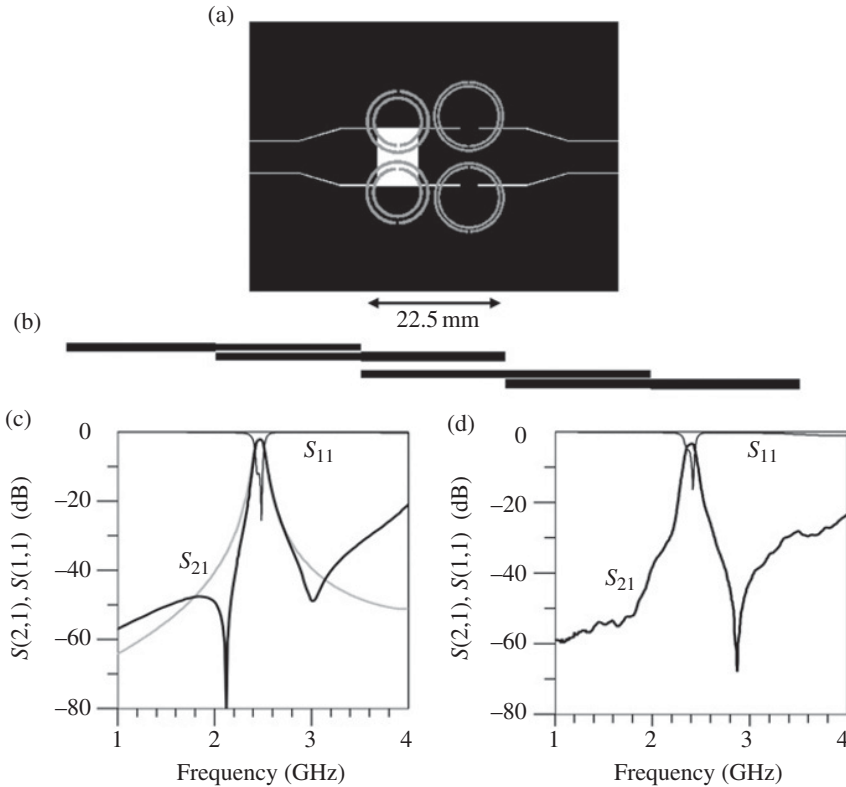 (a)
22.5 mm
(b)
(c)
S(2,1), S(1,1) (dB)
0
−20
−40
−60
−80
S₁₁
S₂₁
1
2
3
4
Frequency (GHz)
(d)
S(2,1), S(1,1) (dB)
0
−20
−40
−60
−80
S₁₁
S₂₁
1
2
3
4
Frequency (GHz)